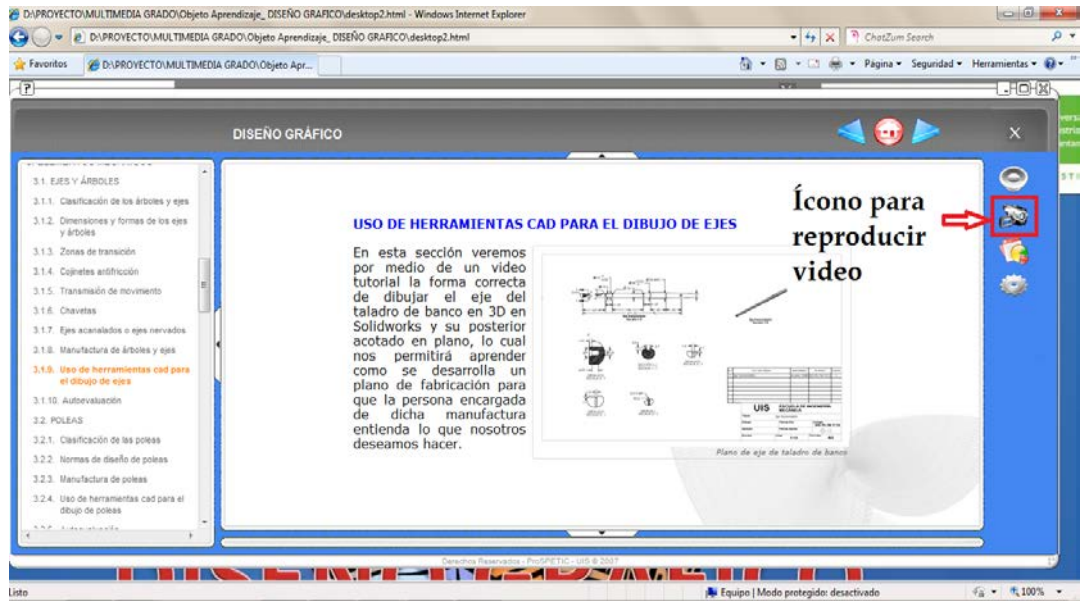 D:\PROYECTO\MULTIMEDIA GRADO\Objeto Aprendizaje_ DISEÑO GRAFICO\desktop2.html - Windows Internet Explorer
D:\PROYECTO\MULTIMEDIA GRADO\Objeto Aprendizaje_ DISEÑO GRAFICO\desktop2.html
ChotZum Search
Favoritos
D:\PROYECTO\MULTIMEDIA GRADO\Objeto Apr...
Página
Seguridad
Herramientas
DISEÑO GRÁFICO
X
3.1. EJES Y ÁRBOLES
3.1.1. Clasificación de los árboles y ejes
3.1.2. Dimensiones y formas de los ejes
y árboles
3.1.3. Zonas de transición
3.1.4. Cojinetes antifricción
3.1.5. Transmisión de movimiento
3.1.6. Chavetas
3.1.7. Ejes acanalados o ejes nervados
3.1.8. Manufactura de árboles y ejes
3.1.9. Uso de herramientas cad para
el dibujo de ejes
3.1.10. Autoevaluación
3.2. POLEAS
3.2.1. Clasificación de las poleas
3.2.2. Normas de diseño de poleas
3.2.3. Manufactura de poleas
3.2.4. Uso de herramientas cad para el
dibujo de poleas
USO DE HERRAMIENTAS CAD PARA EL DIBUJO DE EJES
En esta sección veremos
por medio de un video
tutorial la forma correcta
de dibujar el eje del
taladro de banco en 3D en
Solidworks y su posterior
acotado en plano, lo cual
nos permitirá aprender
como se desarrolla un
plano de fabricación para
que la persona encargada
de dicha manufactura
entienda lo que nosotros
deseamos hacer.
UIS
Plano de eje de taladro de banco
Ícono para
reproducir
video
Derechos Reservados - ProSPETIC - UIS © 2007
DISEÑO GRÁFICO
Listo
Equipo | Modo protegido: desactivado
100%